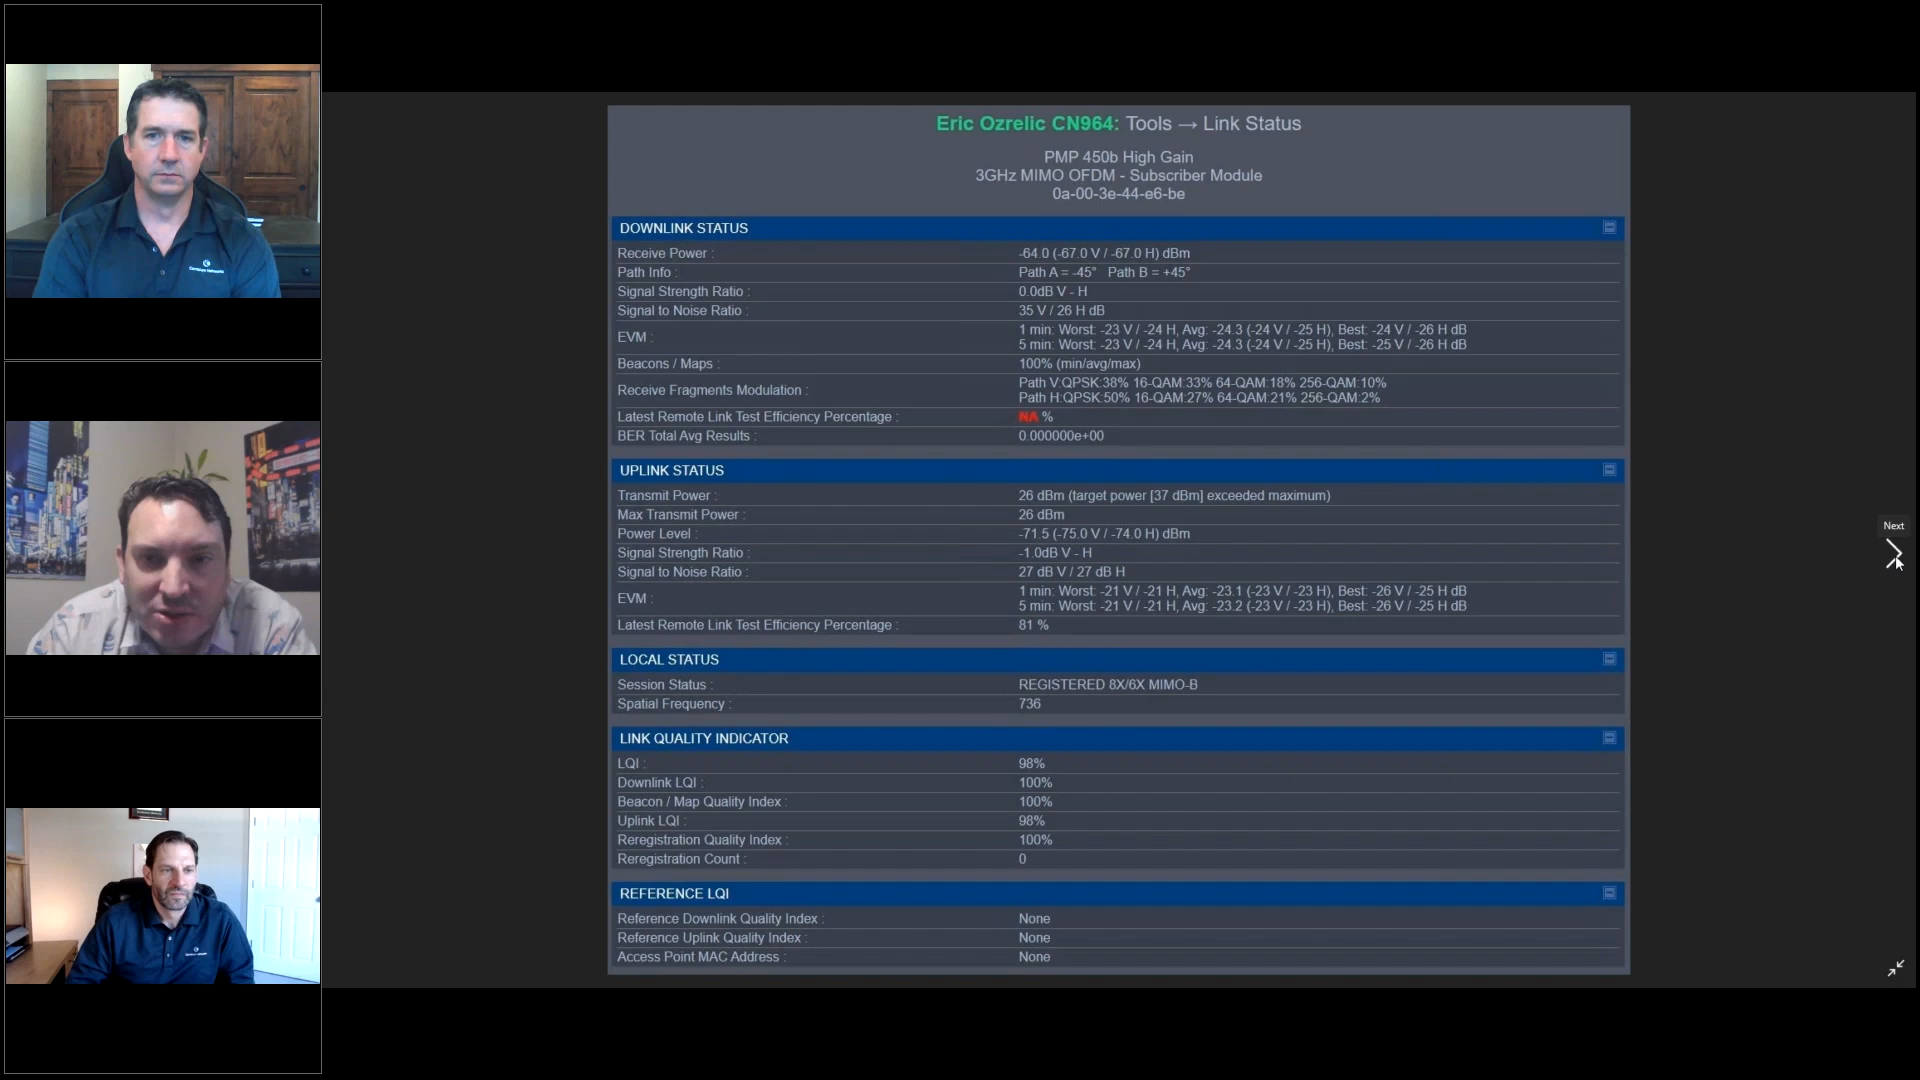 Eric Ozrelic CN964: Tools → Link Status
PMP 450b High Gain
3GHz MIMO OFDM - Subscriber Module
0a-00-3e-44-e6-be
DOWNLINK STATUS
Receive Power : -64.0 (-67.0 V / -67.0 H) dBm
Path Info : Path A = -45° Path B = +45°
Signal Strength Ratio : 0.0dB V - H
Signal to Noise Ratio : 35 V / 26 H dB
EVM : 1 min: Worst: -23 V / -24 H, Avg: -24.3 (-24 V / -25 H), Best: -24 V / -26 H dB
5 min: Worst: -23 V / -24 H, Avg: -24.3 (-24 V / -25 H), Best: -25 V / -26 H dB
Beacons / Maps : 100% (min/avg/max)
Receive Fragments Modulation : Path V:QPSK:38% 16-QAM:33% 64-QAM:18% 256-QAM:10%
Path H:QPSK:50% 16-QAM:27% 64-QAM:21% 256-QAM:2%
Latest Remote Link Test Efficiency Percentage : NA %
BER Total Avg Results : 0.000000e+00
UPLINK STATUS
Transmit Power : 26 dBm (target power [37 dBm] exceeded maximum)
Max Transmit Power : 26 dBm
Power Level : -71.5 (-75.0 V / -74.0 H) dBm
Signal Strength Ratio : -1.0dB V - H
Signal to Noise Ratio : 27 dB V / 27 dB H
EVM : 1 min: Worst: -21 V / -21 H, Avg: -23.1 (-23 V / -23 H), Best: -26 V / -25 H dB
5 min: Worst: -21 V / -21 H, Avg: -23.2 (-23 V / -23 H), Best: -26 V / -25 H dB
Latest Remote Link Test Efficiency Percentage : 81 %
LOCAL STATUS
Session Status : REGISTERED 8X/6X MIMO-B
Spatial Frequency : 736
LINK QUALITY INDICATOR
LQI : 98%
Downlink LQI : 100%
Beacon / Map Quality Index : 100%
Uplink LQI : 98%
Reregistration Quality Index : 100%
Reregistration Count : 0
REFERENCE LQI
Reference Downlink Quality Index : None
Reference Uplink Quality Index : None
Access Point MAC Address : None
Next